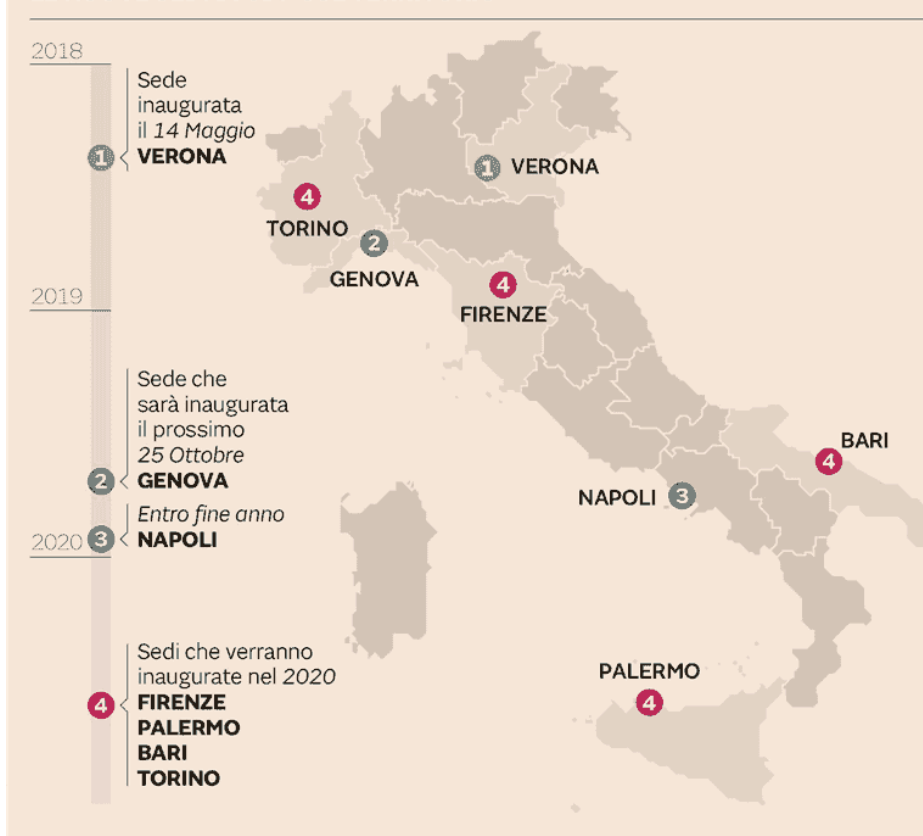 2018
Sede
inaugurata
il 14 Maggio
1 VERONA
2019
Sede che
sarà inaugurata
il prossimo
25 Ottobre
2 GENOVA
Entro fine anno
3 NAPOLI
2020
Sedi che verranno
inaugurate nel 2020
4 FIRENZE
PALERMO
BARI
TORINO
1 VERONA
4
TORINO
2
GENOVA
4
FIRENZE
BARI
4
NAPOLI 3
PALERMO
4